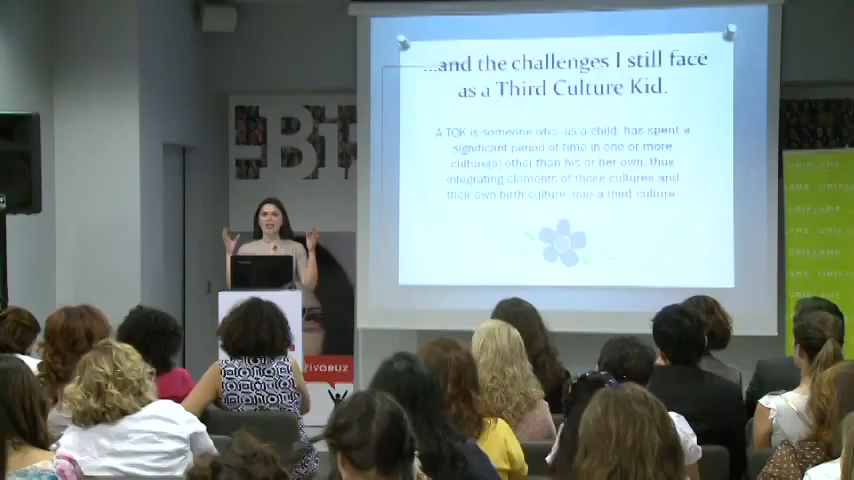 ...and the challenges I still face
as a Third Culture Kid.
A TCK is someone who, as a child, has spent a
significant period of time in one or more
culture(s) other than his or her own, thus
integrating elements of those cultures and
their own birth culture, into a third culture.
ORIFLAME